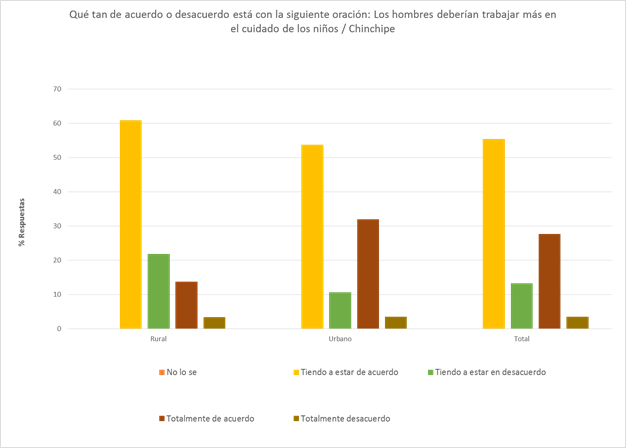 Qué tan de acuerdo o desacuerdo está con la siguiente oración: Los hombres deberían trabajar más en
el cuidado de los niños / Chinchipe
70
60
50
40
30
20
10
0
% Respuestas
Rural Urbano Total
No lo se Tiendo a estar de acuerdo Tiendo a estar en desacuerdo
Totalmente de acuerdo Totalmente desacuerdo